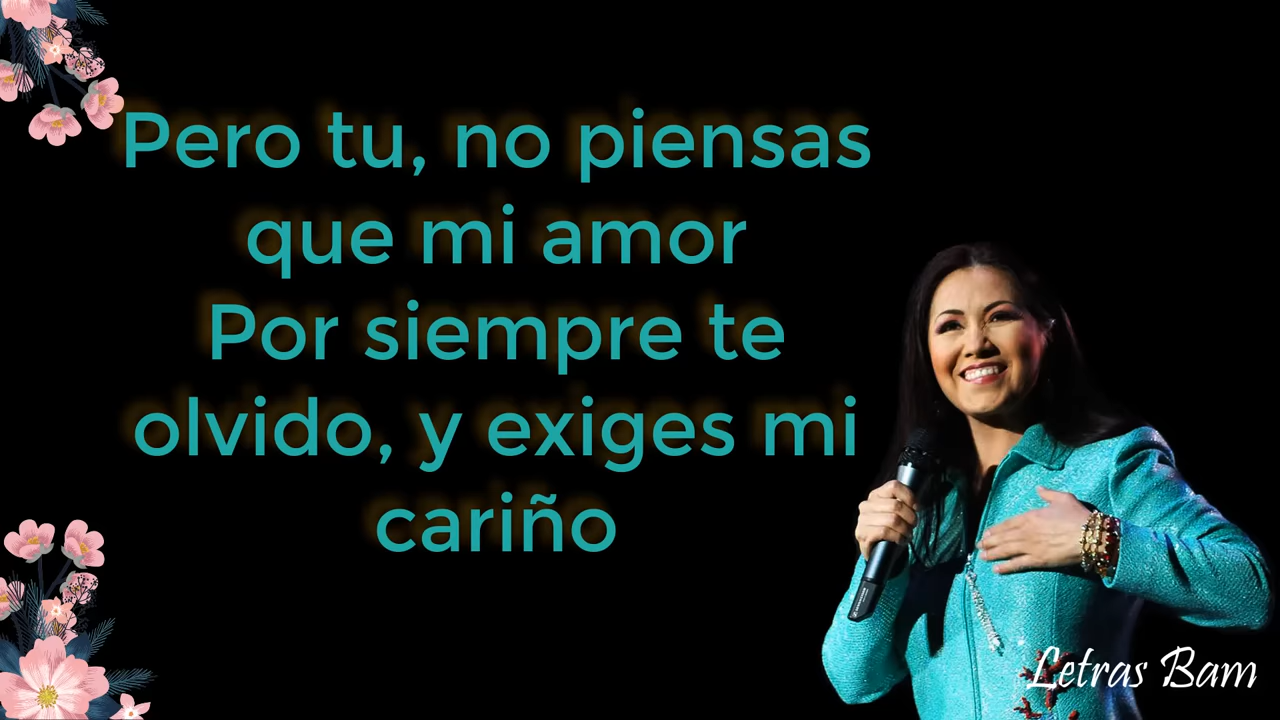 Pero tu, no piensas
que mi amor
Por siempre te
olvido, y exiges mi
cariño
Letras Bam